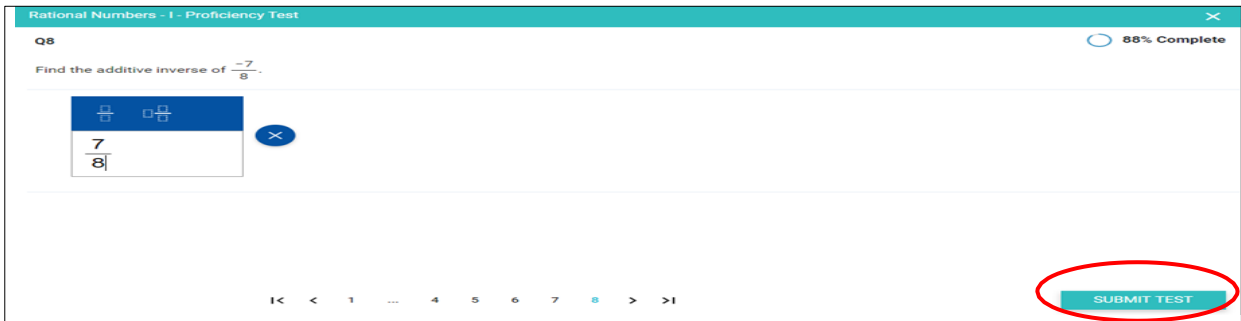 Rational Numbers - I - Proficiency Test
Q8
88% Complete
Find the additive inverse of \frac{-7}{8}.
7
8
1 ... 4 5 6 7 8
SUBMIT TEST